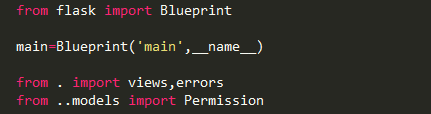 from flask import Blueprint
main=Blueprint('main',__name__)
from . import views,errors
from ..models import Permission